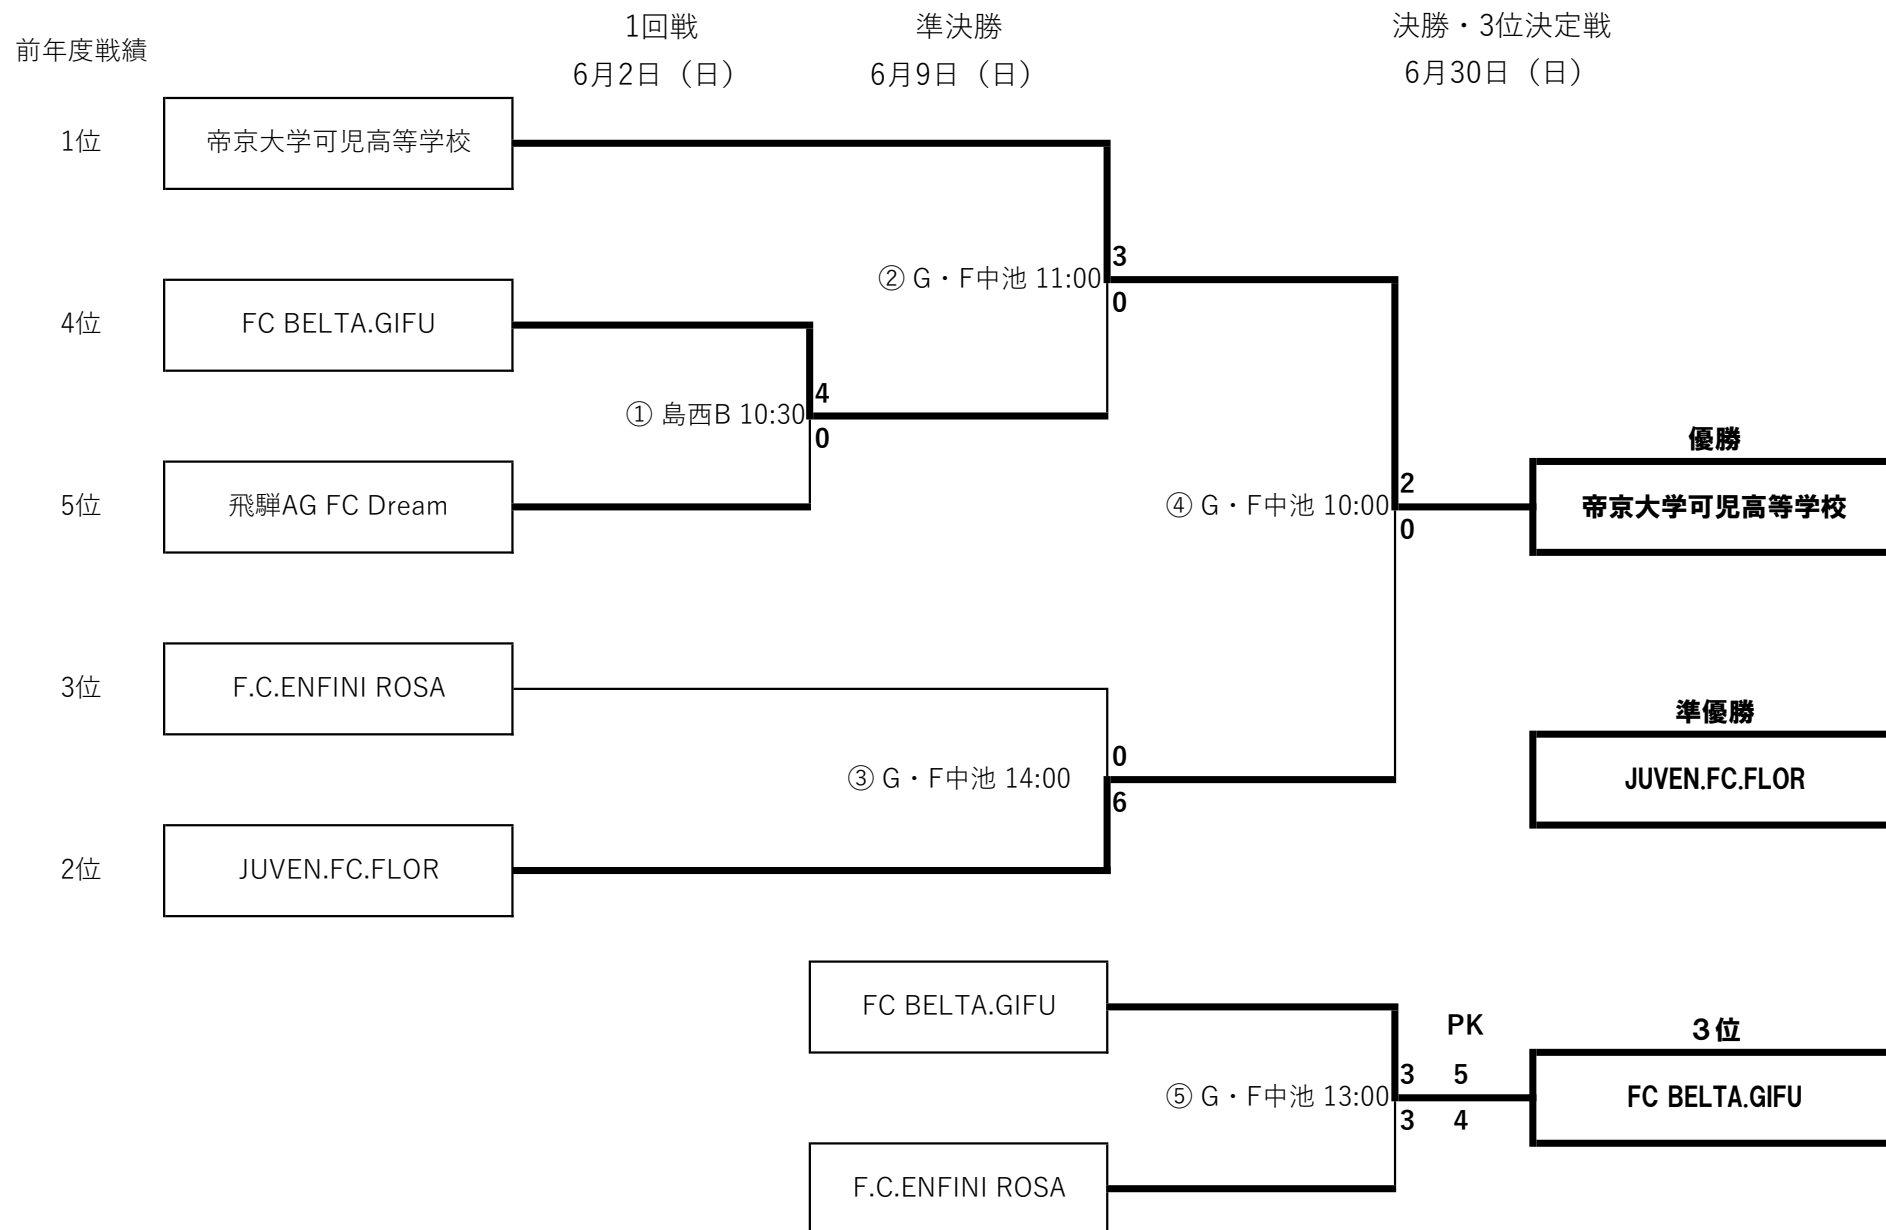 1回戦 準決勝 決勝・3位決定戦
前年度戦績
6月2日（日） 6月9日（日） 6月30日（日）
1位 帝京大学可児高等学校
3
② G・F中池 11:00
0
4位 FC BELTA.GIFU
4
① 島西B 10:30
0
優勝
2
5位 飛騨AG FC Dream ④ G・F中池 10:00 帝京大学可児高等学校
0
3位 F.C.ENFINI ROSA
準優勝
0
③ G・F中池 14:00 JUVEN.FC.FLOR
6
2位 JUVEN.FC.FLOR
FC BELTA.GIFU
PK ３位
3 5
⑤ G・F中池 13:00 FC BELTA.GIFU
3 4
F.C.ENFINI ROSA